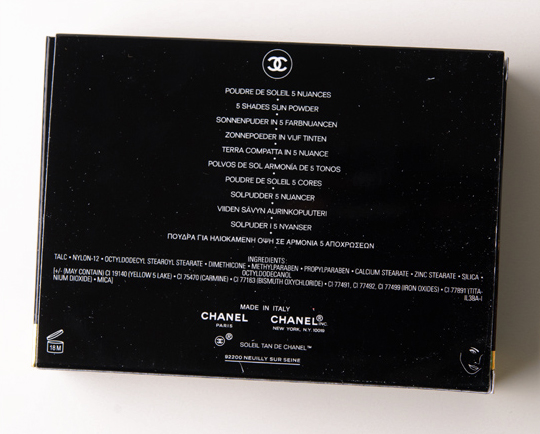 POUDRE DE SOLEIL 5 NUANCES
5 SHADES SUN POWDER
SONNENPUDER IN 5 FARBNUANCEN
ZONNEPOEDER IN VIJF TINTEN
TERRA COMPATTA IN 5 NUANCE
POLVOS DE SOL ARMONÍA DE 5 TONOS
POUDRE DE SOLEIL 5 CORES
SOLPUDDER 5 NUANCER
VIIDEN SÄVYN AURINKOPUUTERI
SOLPUDER I 5 NYANSER
ΠΟΥΔΡΑ ΓΙΑ ΗΛΙΟΚΑΜΕΝΗ ΟΨΗ ΣΕ ΑΡΜΟΝΙΑ 5 ΑΠΟΧΡΩΣΕΩΝ
INGREDIENTS:
TALC • NYLON-12 • OCTYLDODECYL STEAROYL STEARATE • DIMETHICONE • METHYLPARABEN • PROPYLPARABEN • CALCIUM STEARATE • ZINC STEARATE • SILICA •
OCTYLDODECANOL
[+/- (MAY CONTAIN) CI 19140 (YELLOW 5 LAKE) • CI 75470 (CARMINE) • CI 77163 (BISMUTH OXYCHLORIDE) • CI 77491, CI 77492, CI 77499 (IRON OXIDES) • CI 77891 (TITA-
NIUM DIOXIDE) • MICA]
IL38A-I
MADE IN ITALY
CHANEL CHANEL® INC
PARIS NEW YORK, N.Y. 10019
®
SOLEIL TAN DE CHANEL™
18 M
92200 NEUILLY SUR SEINE